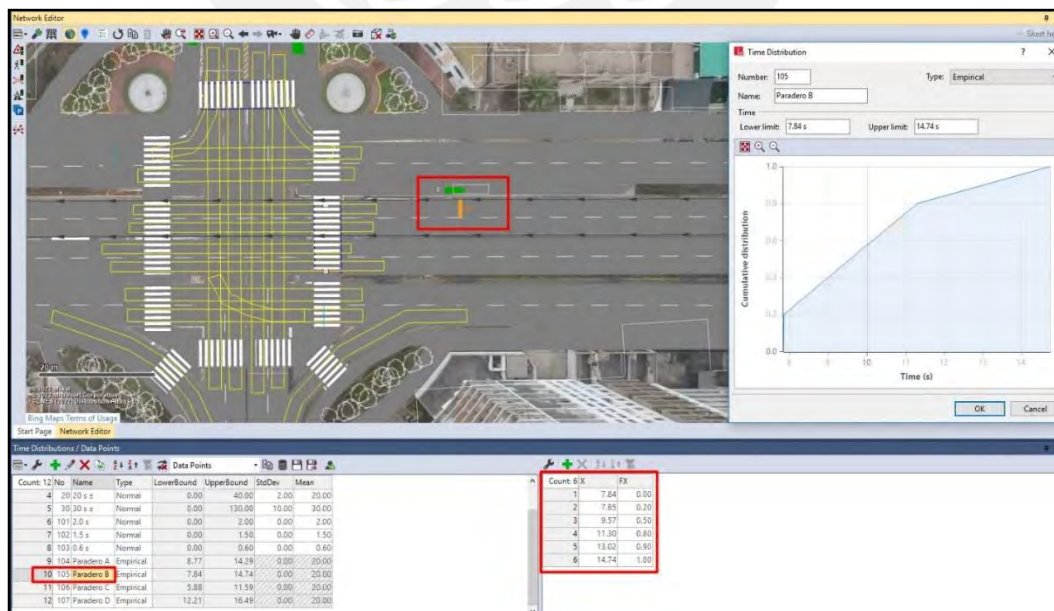 Network Editor
20 m
Bing Maps Terms of Usage
Start Page Network Editor
Time Distribution ? X
Number: 105 Type: Empirical
Name: Paradero B
Time
Lower limit: 7.84 s Upper limit: 14.74 s
Cumulative distribution
1.0
0.0
10 11 12 13 14
Time (s)
OK Cancel
Time Distributions / Data Points
Data Points
Count: 12 No Name Type LowerBound UpperBound StdDev Mean
4 20 20 s ± Normal 0.00 40.00 2.00 20.00
5 30 30 s ± Normal 0.00 130.00 10.00 30.00
6 101 2.0 s Normal 0.00 2.00 0.00 2.00
7 102 1.5 s Normal 0.00 1.50 0.00 1.50
8 103 0.6 s Normal 0.00 0.60 0.00 0.60
9 104 Paradero A Empirical 8.77 14.29 0.00 20.00
10 105 Paradero B Empirical 7.84 14.74 0.00 20.00
11 106 Paradero C Empirical 5.88 11.59 0.00 20.00
12 107 Paradero D Empirical 12.21 16.49 0.00 20.00
Count: 6 X FX
1 7.84 0.00
2 7.85 0.20
3 9.57 0.50
4 11.30 0.80
5 13.02 0.90
6 14.74 1.00